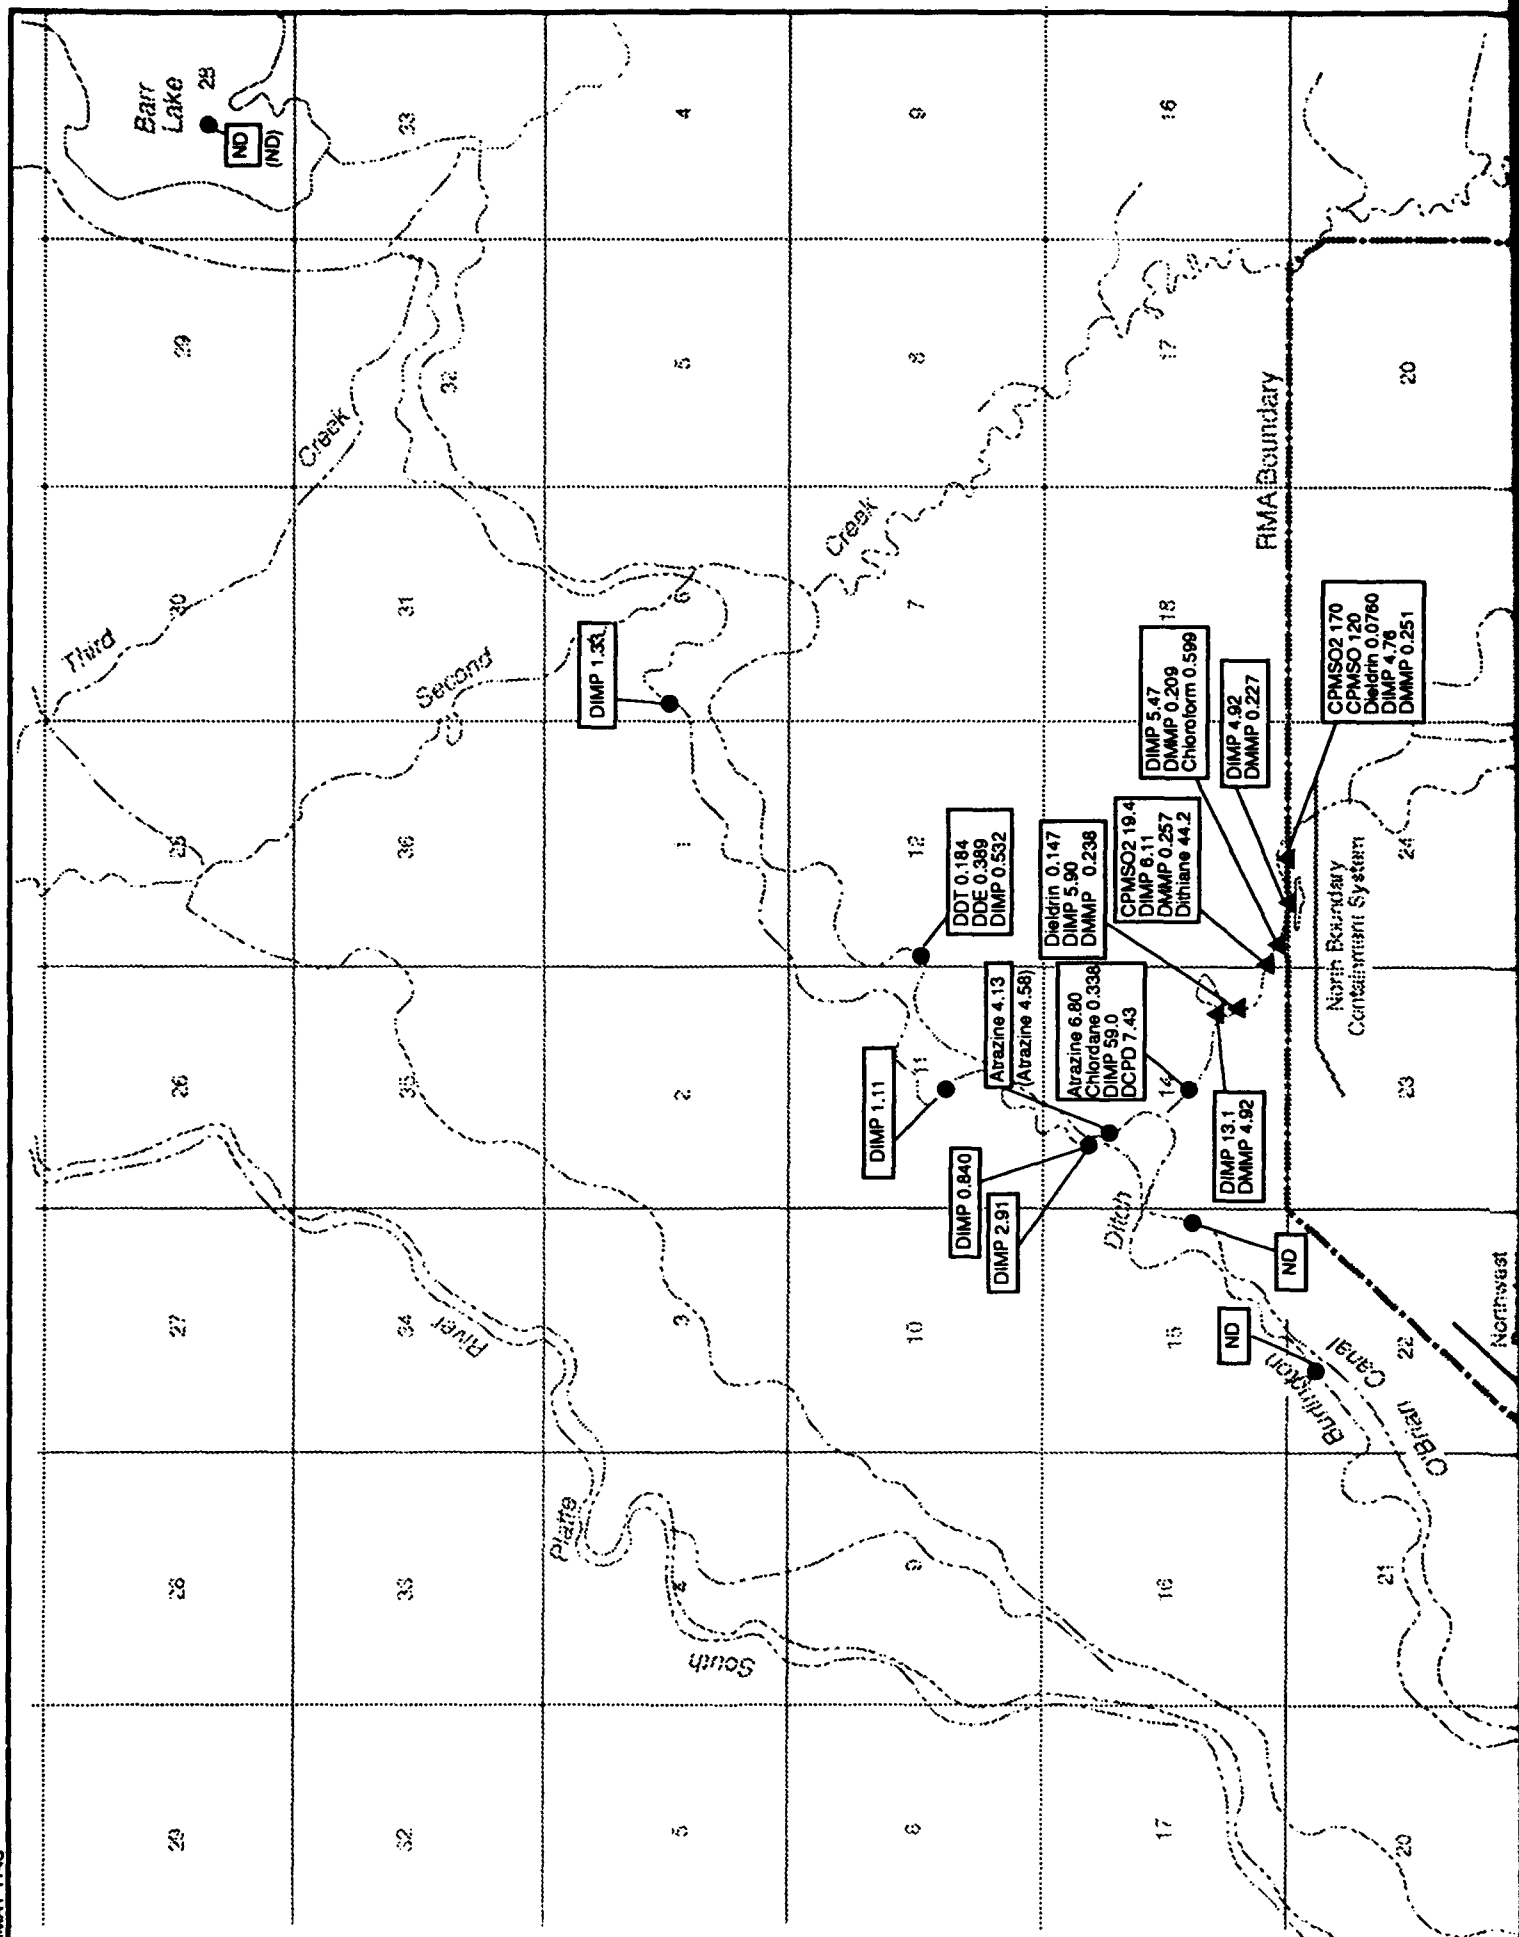 Barr
Lake
28
ND
(ND)
33
4
9
16
29
32
5
8
17
20
Creek
Third
30
31
Second
6
7
Creek
18
RMA Boundary
DIMP 1.33
DIMP 5.47
DMMP 0.209
Chloroform 0.599
DIMP 4.92
DMMP 0.227
CPMSO2 170
CPMSO 120
Dieldrin 0.0760
DIMP 4.76
DMMP 0.251
25
36
1
12
24
DDT 0.184
DDE 0.389
DIMP 0.532
Dieldrin 0.147
DIMP 5.90
DMMP 0.238
CPMSO2 19.4
DIMP 6.11
DMMP 0.257
Dithiane 44.2
North Boundary
Containment System
26
35
2
11
14
23
DIMP 1.11
Atrazine 4.13
(Atrazine 4.58)
Atrazine 6.80
Chlordane 0.338
DIMP 59.0
DCPD 7.43
DIMP 13.1
DMMP 4.92
DIMP 0.840
DIMP 2.91
ND
ND
27
34
3
10
15
22
River
Ditch
Burlington
O'Brian Canal
Northwest
28
33
4
9
16
21
Platte
South
29
32
5
8
17
20